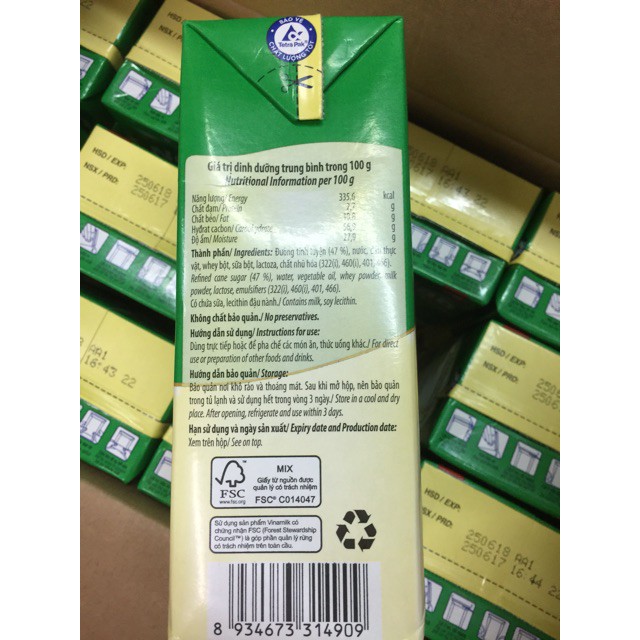 BẢO VỆ
Tetra Pak
CHẤT LƯỢNG TỐT
Giá trị dinh dưỡng trung bình trong 100 g
Nutritional Information per 100 g
Năng lượng/ Energy 335,6 kcal
Chất đạm/ Protein g
Chất béo/ Fat g
Hydrat cacbon/ Carbohydrate g
Độ ẩm/ Moisture g
Thành phần/ Ingredients: Đường tinh luyện (47 %), nước, thực
vật, whey bột, sữa bột, lactoza, chất nhũ hóa (322(i), 460(i), 401, 466).
Refined cane sugar (47 %), water, vegetable oil, whey powder, milk
powder, lactose, emulsifiers (322(i), 460(i), 401, 466).
Có chứa sữa, lecithin đậu nành./ Contains milk, soy lecithin.
Không chất bảo quản./ No preservatives.
Hướng dẫn sử dụng/ Instructions for use:
Dùng trực tiếp hoặc để pha chế các món ăn, thức uống khác./ For direct
use or preparation of other foods and drinks.
Hướng dẫn bảo quản/ Storage:
Bảo quản nơi khô ráo và thoáng mát. Sau khi mở hộp, nên bảo quản
trong tủ lạnh và sử dụng hết trong vòng 3 ngày./ Store in a cool and dry
place. After opening, refrigerate and use within 3 days.
Hạn sử dụng và ngày sản xuất/ Expiry date and Production date:
Xem trên hộp/ See on top.
FSC
www.fsc.org
MIX
Giấy từ nguồn được
quản lý có trách nhiệm
FSC® C014047
Sử dụng sản phẩm Vinamilk có
chứng nhận FSC (Forest Stewardship
Council™) là góp phần quản lý rừng
có trách nhiệm trên toàn cầu.
8 934673 314909
HSD/ EXP:
NSX/ PRD:
250618
250617
AA1
16:43 22
HSD/ EXP:
NSX/ PRD:
HSD/ EXP:
NSX/ PRD:
250618 AA1
250617 16:44 22
AA1
16:43 22